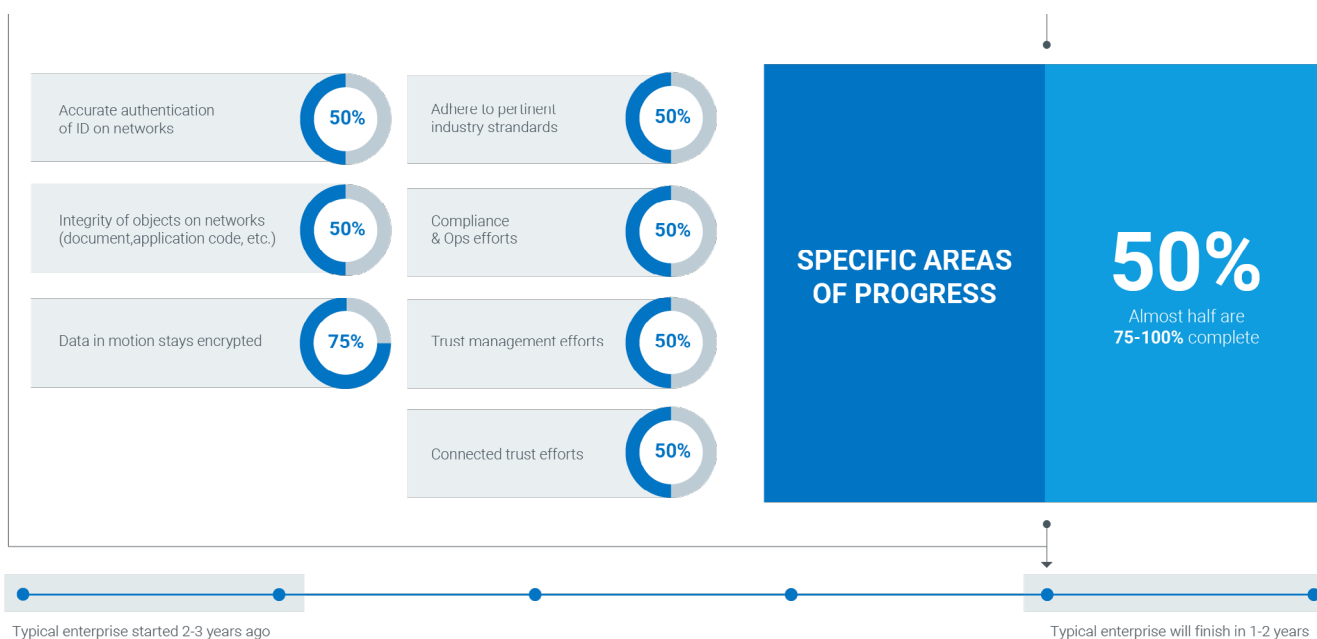 Accurate authentication
of ID on networks
50%
Integrity of objects on networks
(document,application code, etc.)
50%
Data in motion stays encrypted
75%
Adhere to pertinent
industry strandards
50%
Compliance
& Ops efforts
50%
Trust management efforts
50%
Connected trust efforts
50%
SPECIFIC AREAS
OF PROGRESS
50%
Almost half are
75-100% complete
Typical enterprise started 2-3 years ago
Typical enterprise will finish in 1-2 years